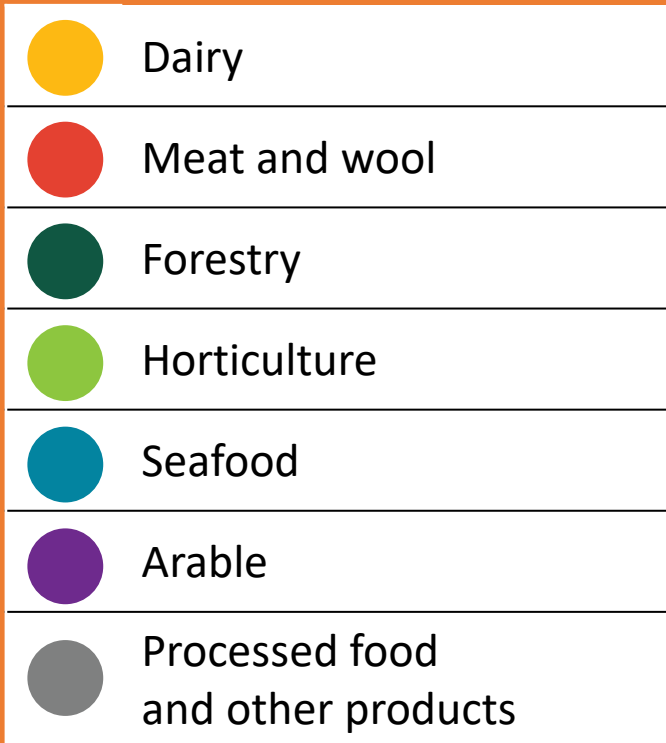 Dairy
Meat and wool
Forestry
Horticulture
Seafood
Arable
Processed food
and other products